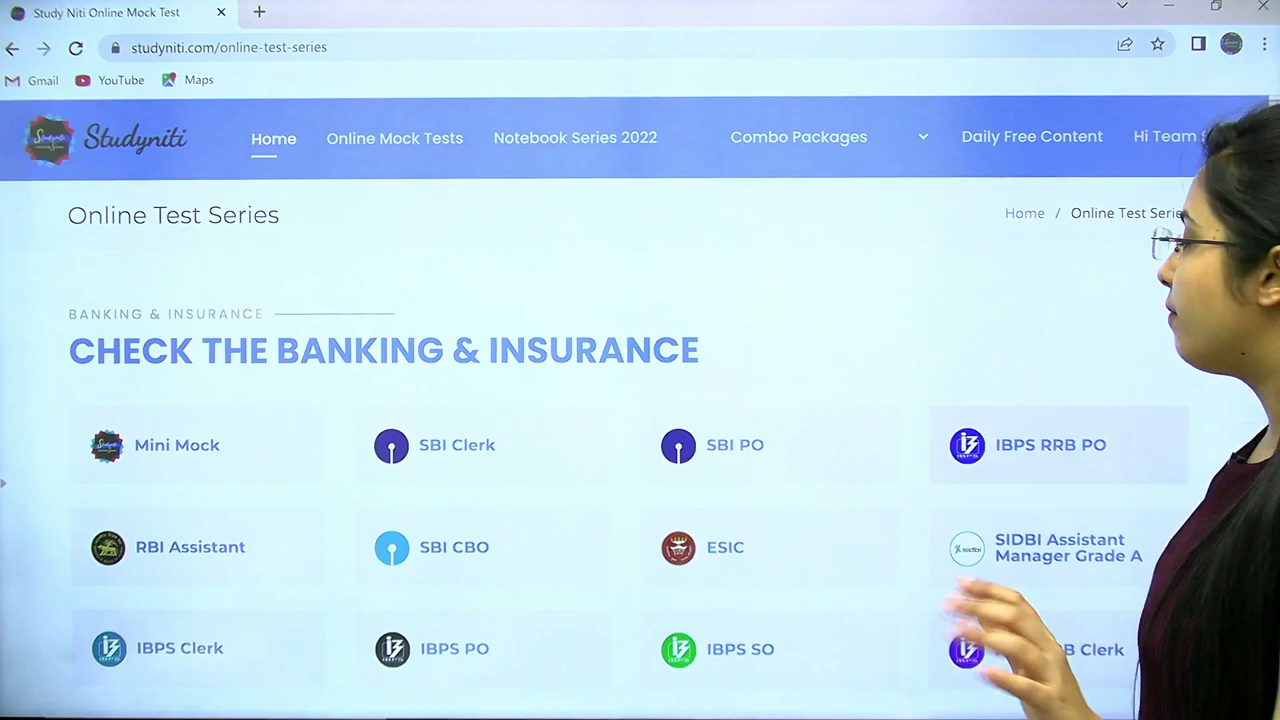 Study Niti Online Mock Test
studyniti.com/online-test-series
Gmail YouTube Maps
Studyniti Home Online Mock Tests Notebook Series 2022 Combo Packages Daily Free Content Hi Team
Online Test Series
Home / Online Test Serie
BANKING & INSURANCE
CHECK THE BANKING & INSURANCE
Mini Mock SBI Clerk SBI PO IBPS RRB PO
RBI Assistant SBI CBO ESIC SIDBI Assistant
Manager Grade A
IBPS Clerk IBPS PO IBPS SO B Clerk